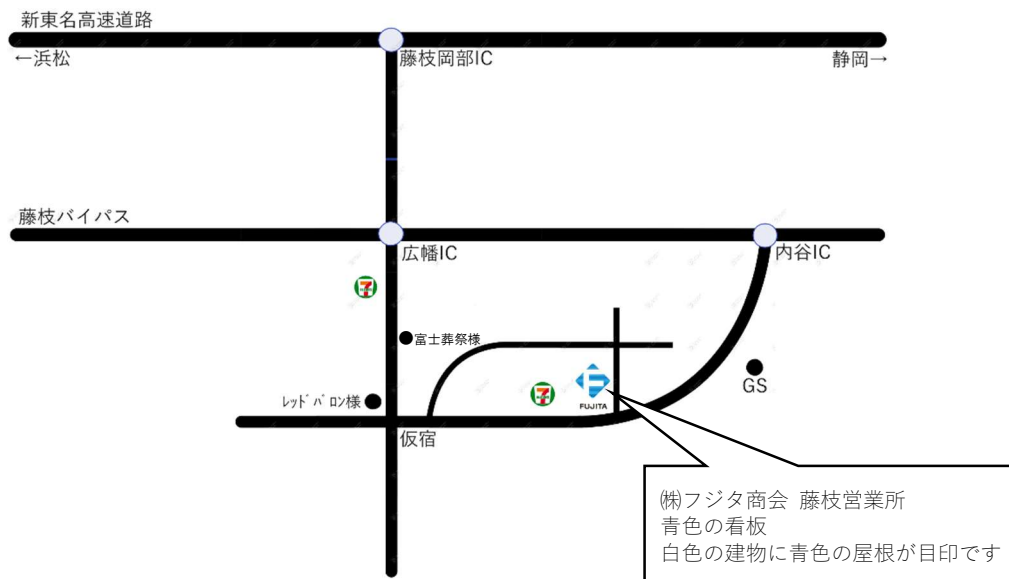 新東名高速道路
←浜松
藤枝岡部IC
静岡→
藤枝バイパス
広幡IC
内谷IC
7
富士葬祭様
GS
7
F
FUJITA
レッドバロン様
仮宿
㈱フジタ商会 藤枝営業所
青色の看板
白色の建物に青色の屋根が目印です